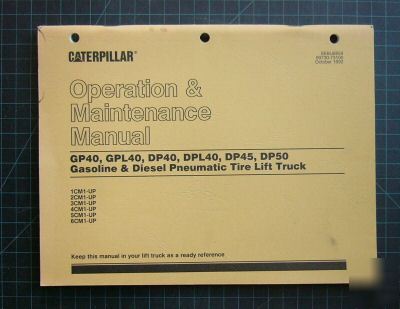 CATERPILLAR®
October 1992
Operation &
Maintenance
Manual
GP40, GPL40, DP40, DPL40, DP45, DP50
Gasoline & Diesel Pneumatic Tire Lift Truck
1CM1-UP
2CM1-UP
3CM1-UP
4CM1-UP
5CM1-UP
6CM1-UP
Keep this manual in your lift truck as a ready reference